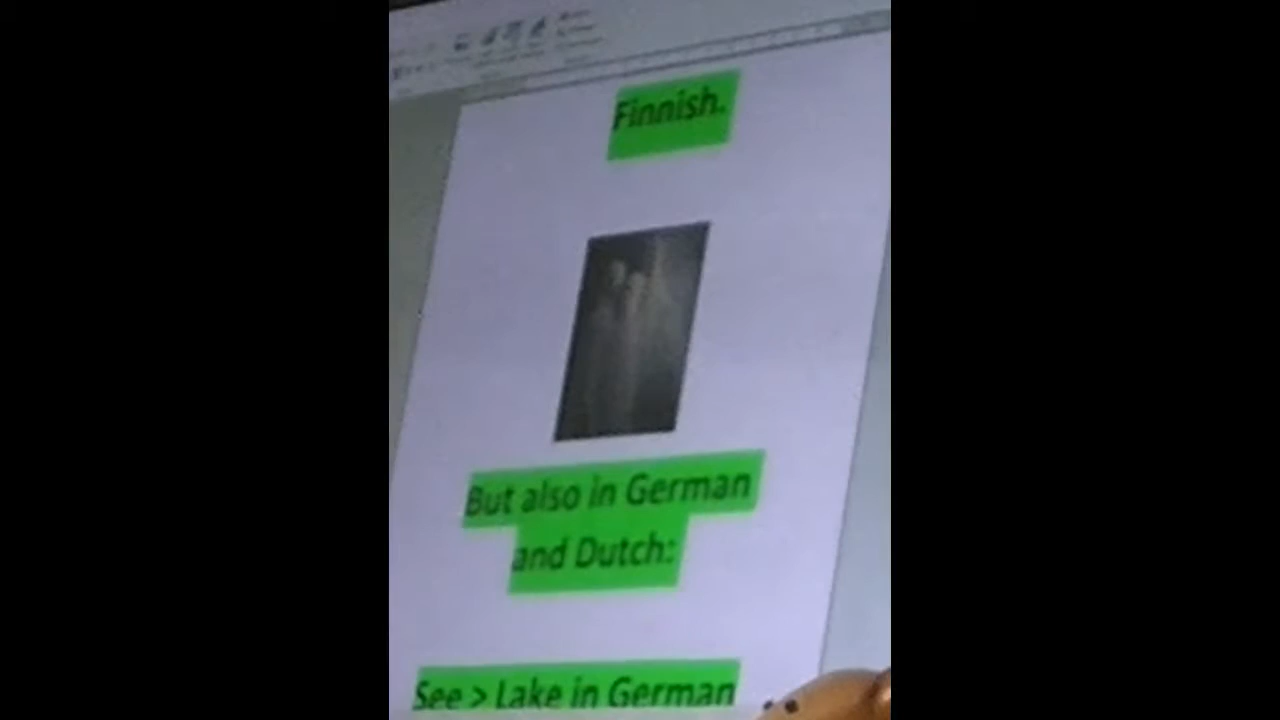 Finnish.
But also in German
and Dutch:
See > Lake in German